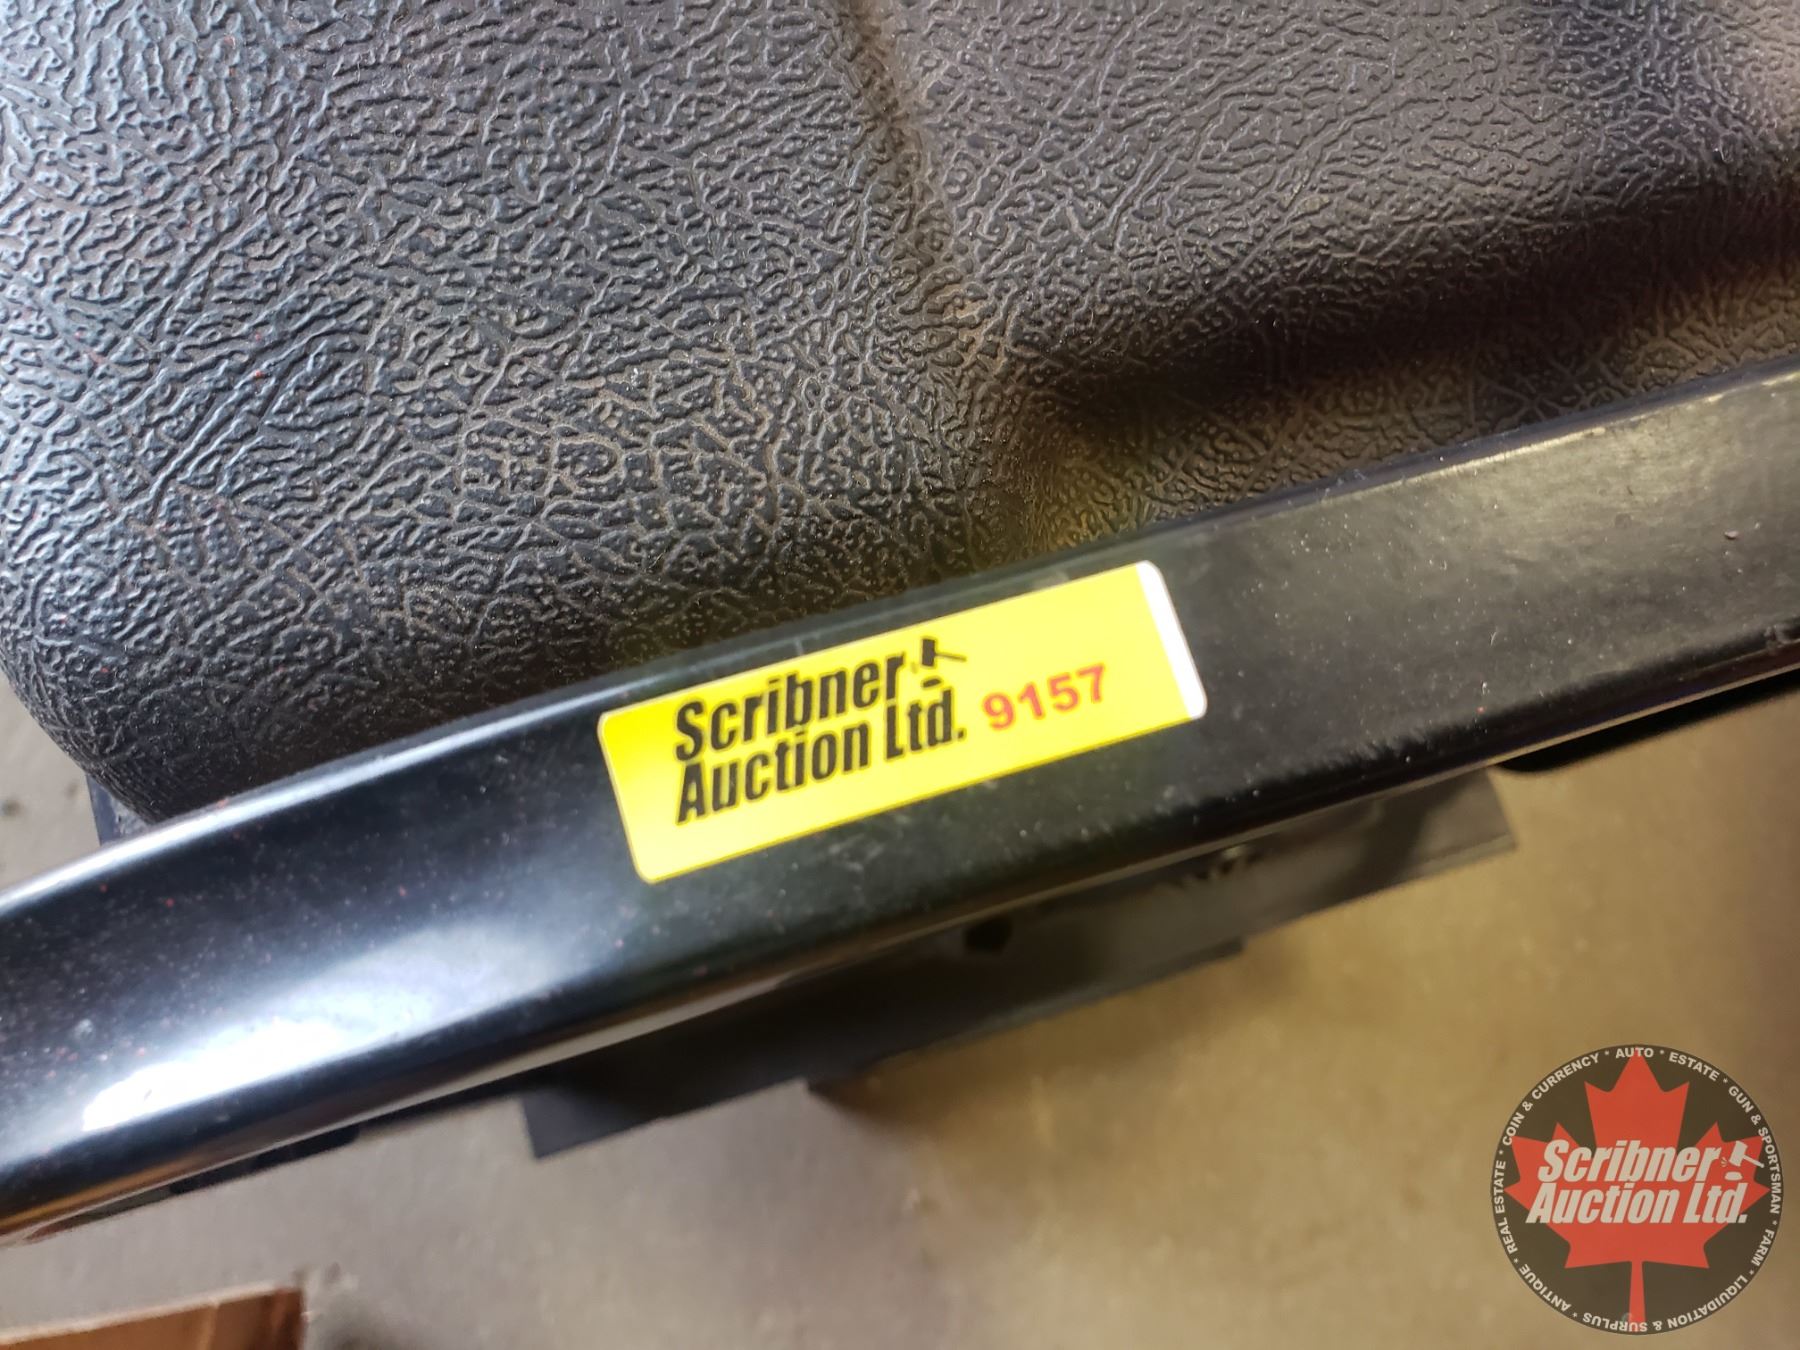 Scribner
Auction Ltd. 9157
COIN & CURRENCY * AUTO * ESTATE * GUN & SPORTSMAN * FARM * LIQUIDATION & SURPLUS * ANTIQUE * REAL ESTATE *
Scribner
Auction Ltd.